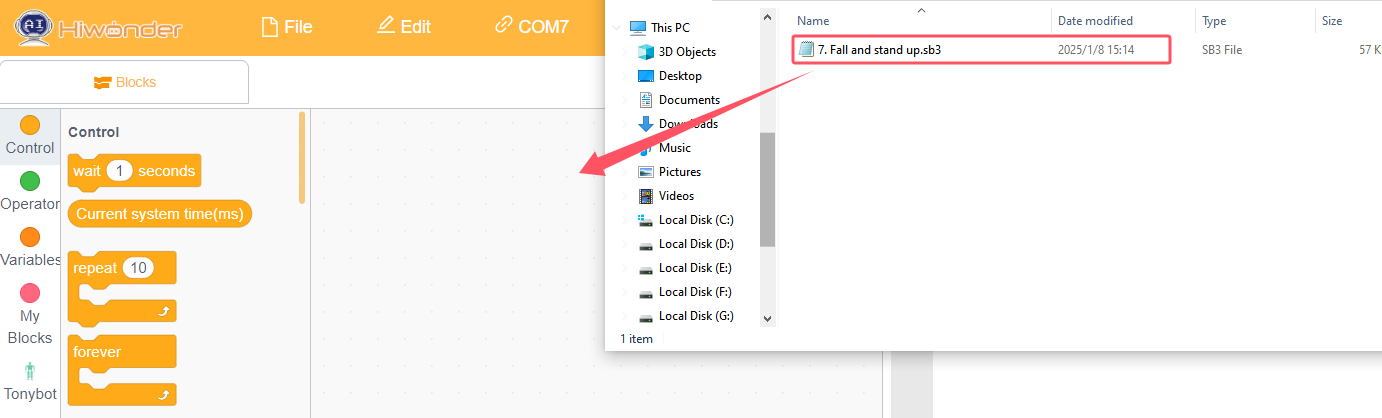 AI Hiwonder
File
Edit
COM7
Blocks
Control
Operator
Variables
My
Blocks
Tonybot
Control
wait 1 seconds
Current system time(ms)
repeat 10
forever
This PC
3D Objects
Desktop
Documents
Downloads
Music
Pictures
Videos
Local Disk (C:)
Local Disk (D:)
Local Disk (E:)
Local Disk (F:)
Local Disk (G:)
1 item
Name Date modified Type Size
7. Fall and stand up.sb3 2025/1/8 15:14 SB3 File 57 K